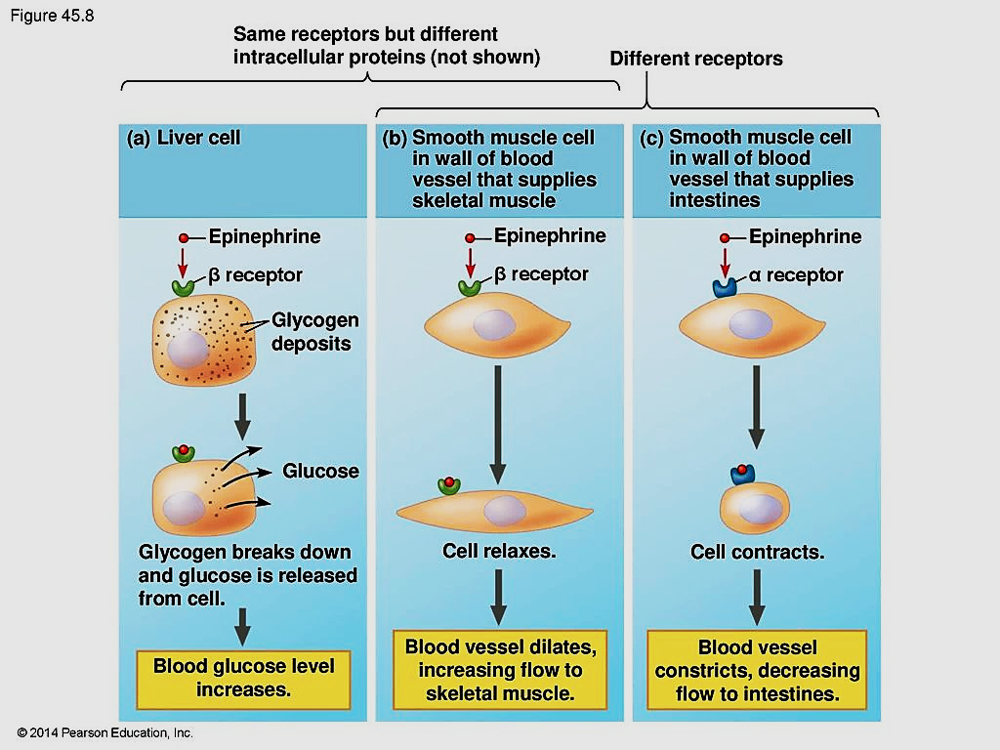 Figure 45.8
Same receptors but different
intracellular proteins (not shown)
Different receptors
(a) Liver cell
Epinephrine
β receptor
Glycogen
deposits
Glucose
Glycogen breaks down
and glucose is released
from cell.
Blood glucose level
increases.
(b) Smooth muscle cell
in wall of blood
vessel that supplies
skeletal muscle
Epinephrine
β receptor
Cell relaxes.
Blood vessel dilates,
increasing flow to
skeletal muscle.
(c) Smooth muscle cell
in wall of blood
vessel that supplies
intestines
Epinephrine
α receptor
Cell contracts.
Blood vessel
constricts, decreasing
flow to intestines.
© 2014 Pearson Education, Inc.